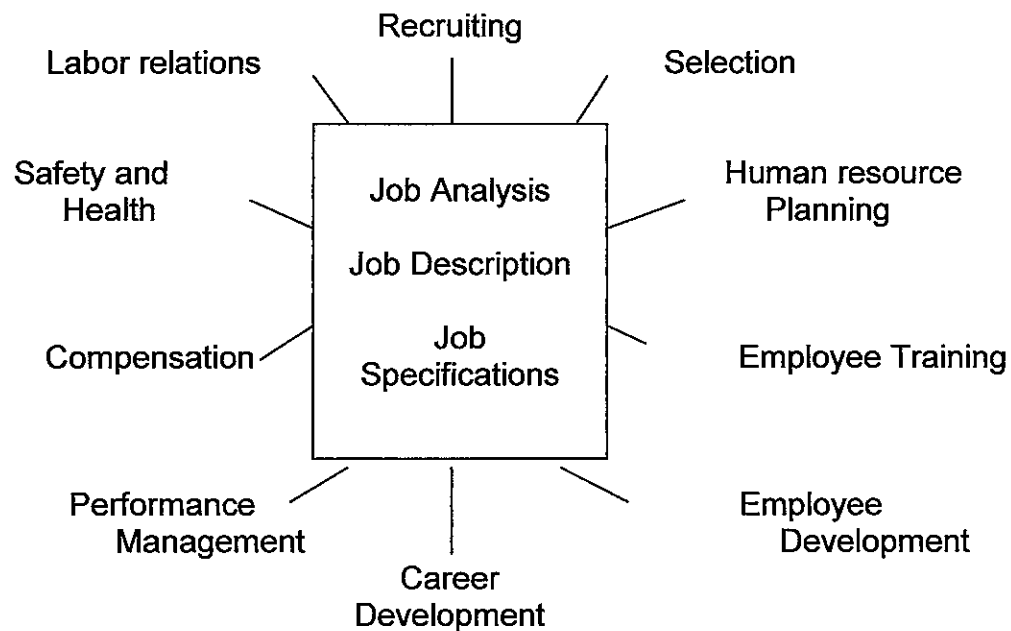 Recruiting
Labor relations
Selection
Safety and
Health
Job Analysis
Human resource
Planning
Job Description
Job
Specifications
Compensation
Employee Training
Performance
Management
Employee
Development
Career
Development